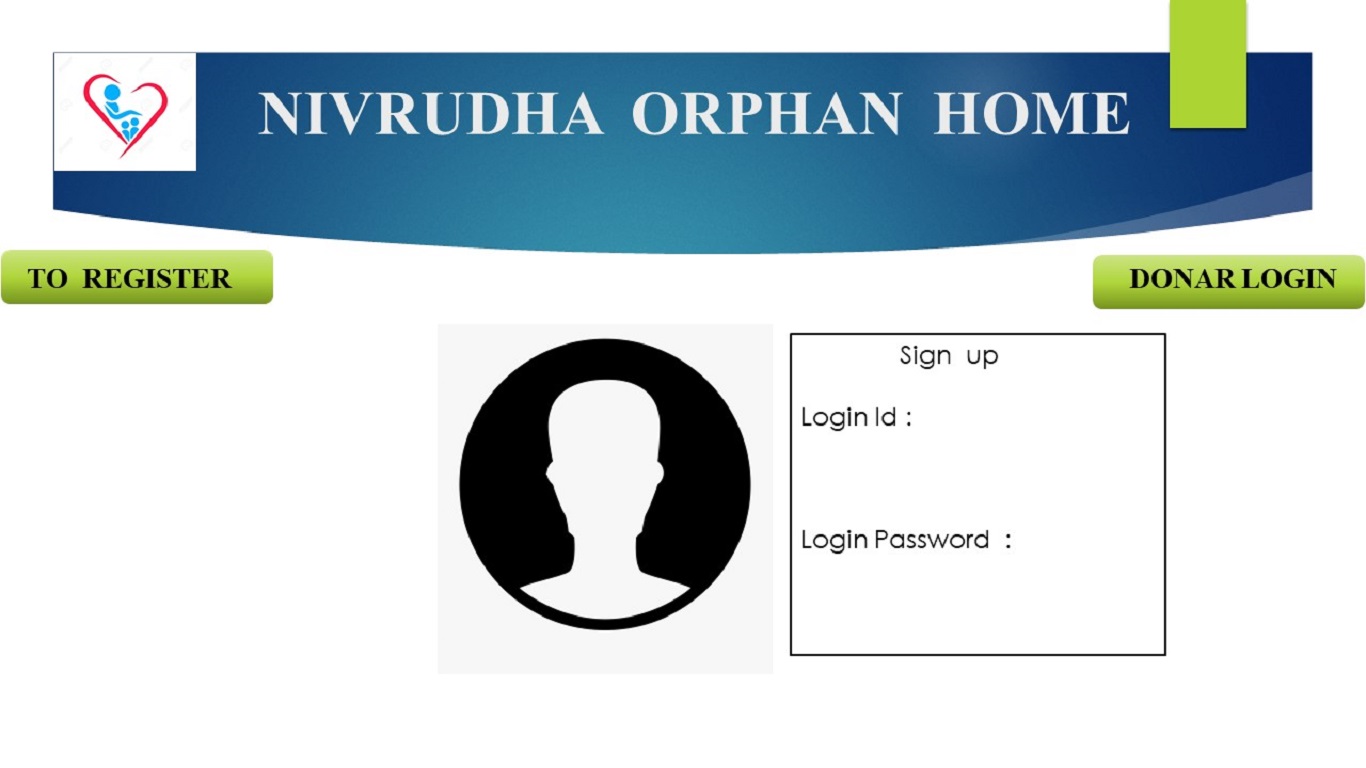 NIVRUDHA ORPHAN HOME
TO REGISTER
DONAR LOGIN
Sign up
Login Id :
Login Password :